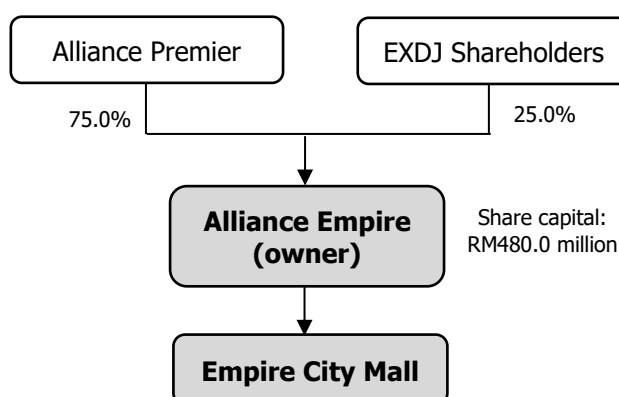 Alliance Premier
EXDJ Shareholders
75.0%
25.0%
Alliance Empire
(owner)
Share capital:
RM480.0 million
Empire City Mall